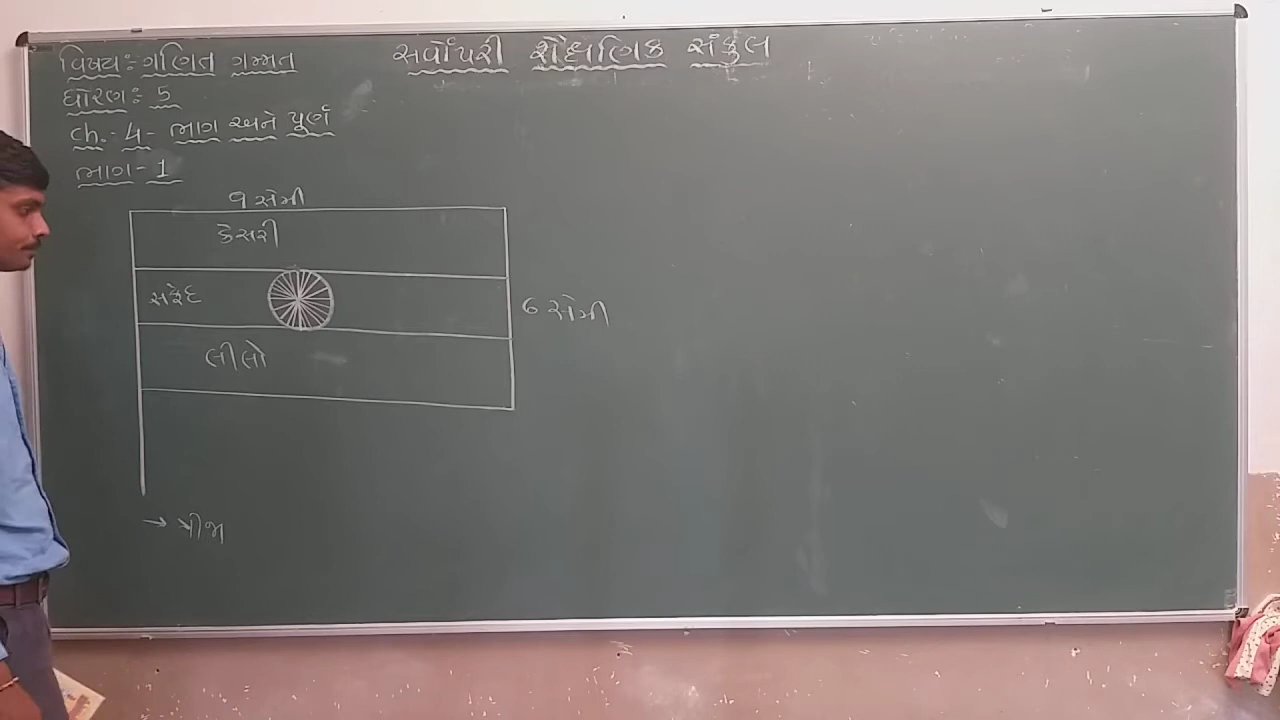 સર્વોપરી શૈક્ષણિક સંકુલ
વિષય:- ગણિત ગમ્મત
ધોરણ:- 5
ch.- 4 - ભાગ અને પૂર્ણ
ભાગ - 1
9 સેમી
કેસરી
સફેદ
6 સેમી
લીલો